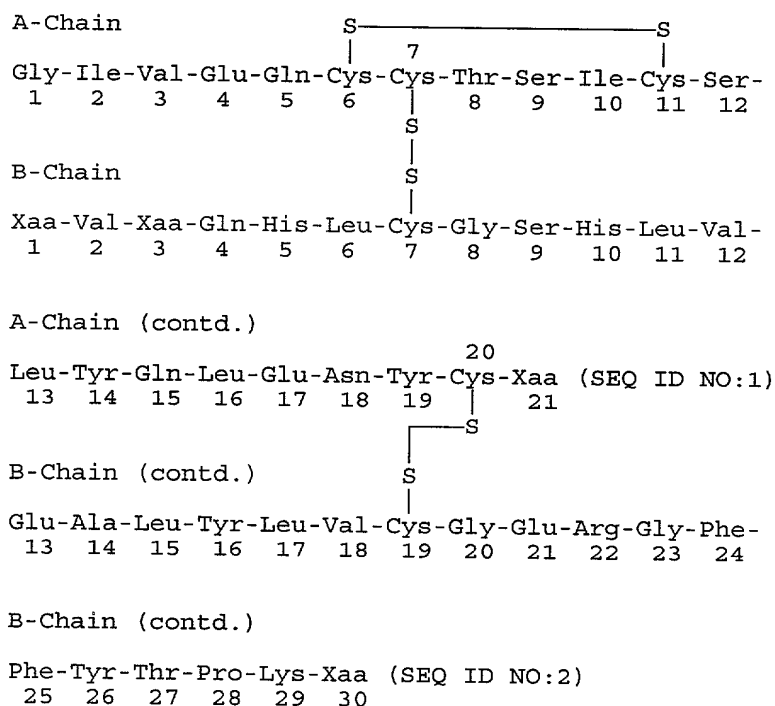 A-Chain
S S
7
Gly-Ile-Val-Glu-Gln-Cys-Cys-Thr-Ser-Ile-Cys-Ser-
1 2 3 4 5 6 8 9 10 11 12
S
S
B-Chain
Xaa-Val-Xaa-Gln-His-Leu-Cys-Gly-Ser-His-Leu-Val-
1 2 3 4 5 6 7 8 9 10 11 12
A-Chain (contd.)
20
Leu-Tyr-Gln-Leu-Glu-Asn-Tyr-Cys-Xaa (SEQ ID NO:1)
13 14 15 16 17 18 19 21
S
S
B-Chain (contd.)
Glu-Ala-Leu-Tyr-Leu-Val-Cys-Gly-Glu-Arg-Gly-Phe-
13 14 15 16 17 18 19 20 21 22 23 24
B-Chain (contd.)
Phe-Tyr-Thr-Pro-Lys-Xaa (SEQ ID NO:2)
25 26 27 28 29 30